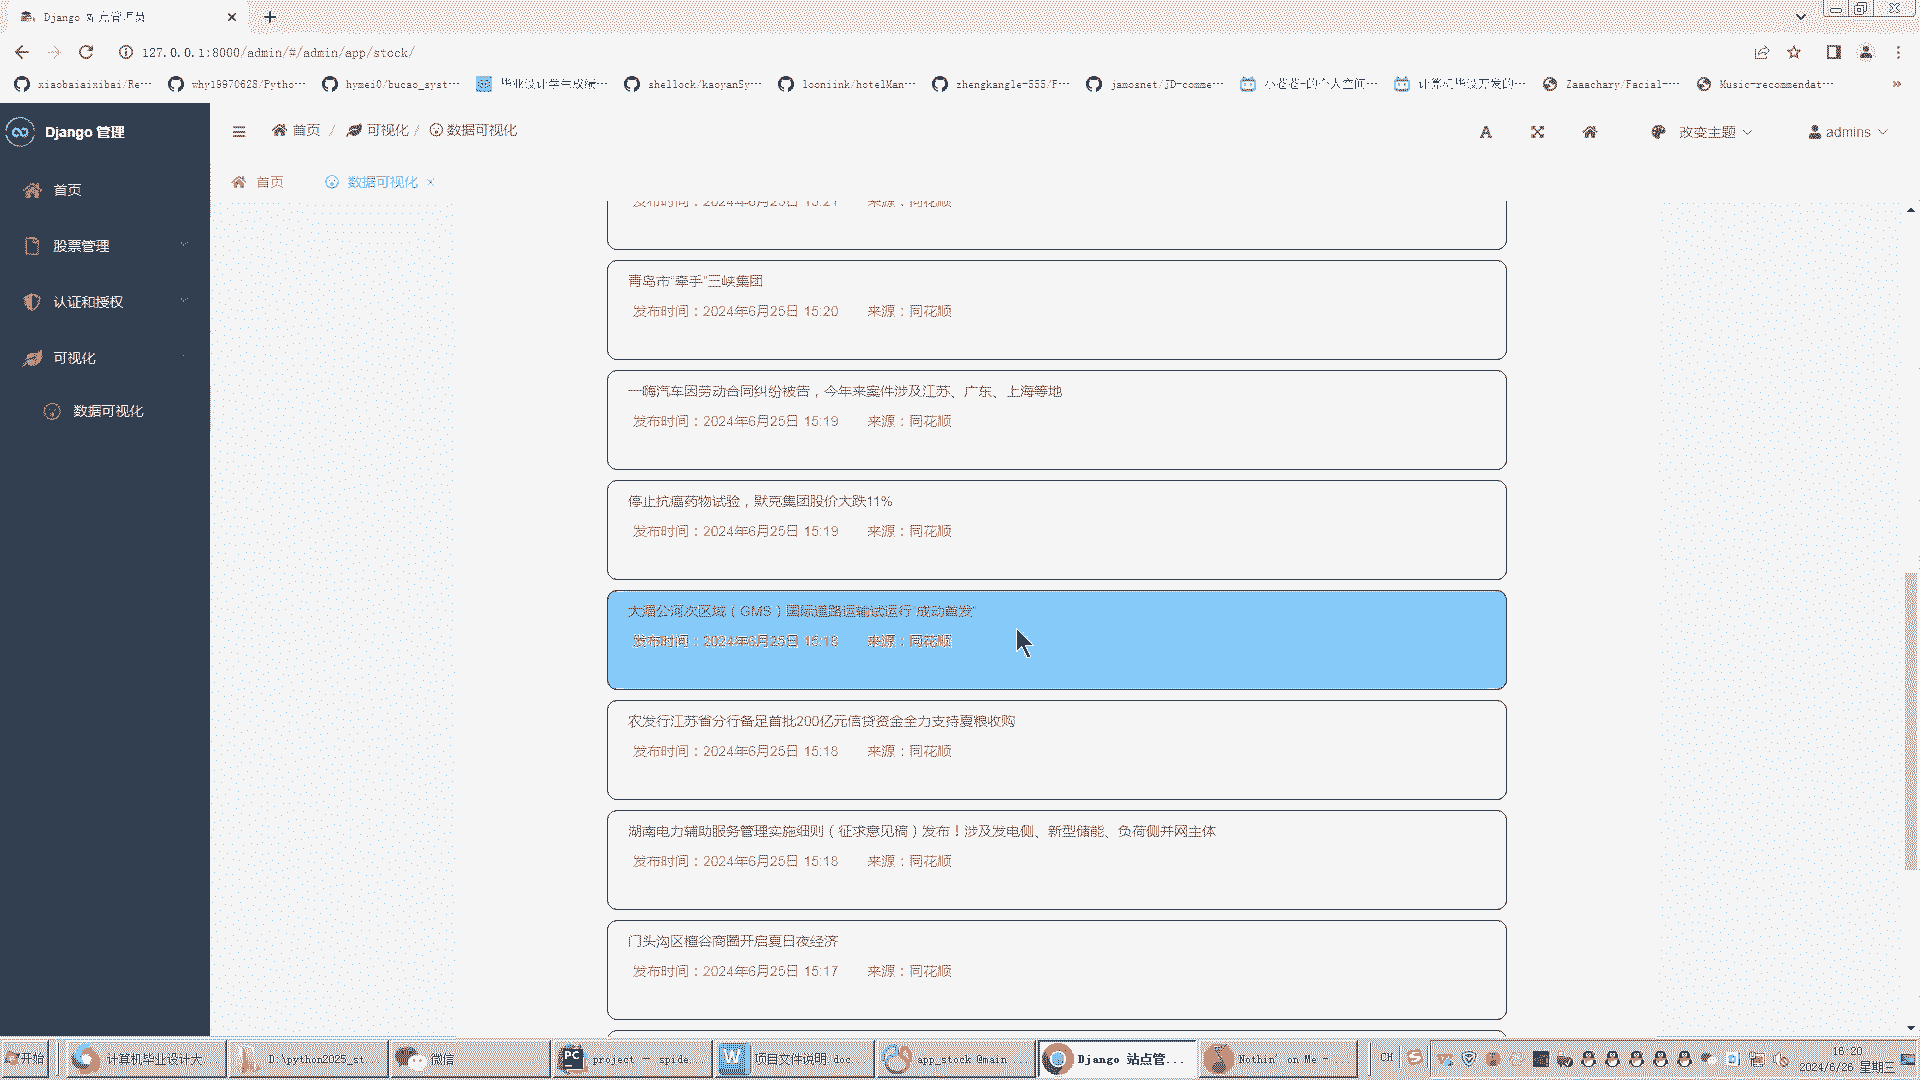 Django 站点管理员
127.0.0.1:8000/admin/#/admin/app/stock/
xiaobaiaixibai/Re··· why19970628/Pytho··· hymei0/bucao_syst··· 毕业设计学生成绩··· shellock/kaoyanSy··· looniink/hotelMan··· zhengkangle-555/F··· jamosnet/JD-comme··· 小苍苍-的个人空间··· 计算机毕设开发的··· Zaaachary/Facial-··· Music-recommendat··· »
Django 管理
首页 / 可视化 / 数据可视化
A 改变主题 admins
首页 数据可视化 ×
首页
股票管理
认证和授权
可视化
数据可视化
发布时间：2024年6月25日 15:21 来源：同花顺
青岛市“牵手”三峡集团
发布时间：2024年6月25日 15:20 来源：同花顺
一嗨汽车因劳动合同纠纷被告，今年来案件涉及江苏、广东、上海等地
发布时间：2024年6月25日 15:19 来源：同花顺
停止抗癌药物试验，默克集团股价大跌11%
发布时间：2024年6月25日 15:19 来源：同花顺
大湄公河次区域（GMS）国际道路运输试运行“成功首发”
发布时间：2024年6月25日 15:18 来源：同花顺
农发行江苏省分行备足首批200亿元信贷资金全力支持夏粮收购
发布时间：2024年6月25日 15:18 来源：同花顺
湖南电力辅助服务管理实施细则（征求意见稿）发布！涉及发电侧、新型储能、负荷侧并网主体
发布时间：2024年6月25日 15:18 来源：同花顺
门头沟区檀谷商圈开启夏日夜经济
发布时间：2024年6月25日 15:17 来源：同花顺
开始 计算机毕业设计大... D:\python2025_st... 微信 project – spide... 项目文件说明.doc... app_stock @main ... Django 站点管... Nothin' on Me - ... CH
16:20
2024/6/26 星期三